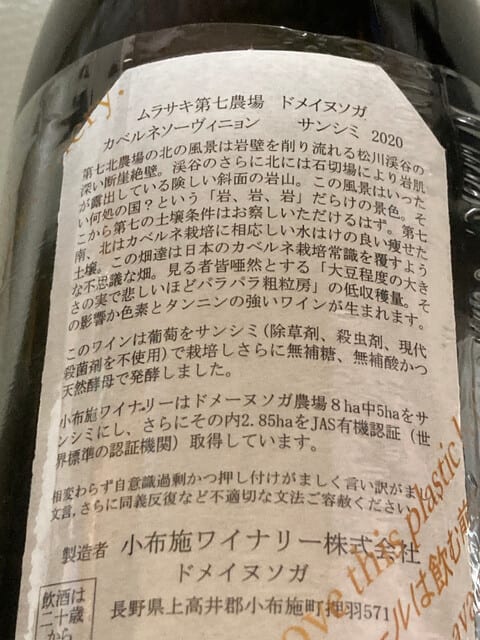 ムラサキ第七農場　ドメイヌソガ
カベルネソーヴィニョン　　サンシミ 2020
第七北農場の北の風景は岩壁を削り流れる松川渓谷の
深い断崖絶壁。渓谷のさらに北には石切場により岩肌
が露出している険しい斜面の岩山。この風景はいった
い何処の国？という「岩、岩、岩」だらけの景色。そ
こから第七の土壌条件はお察しいただけるはず。第七
南、北はカベルネ栽培に相応しい水はけの良い痩せた
土壌。この畑達は日本のカベルネ栽培常識を覆すよう
な不思議な畑。見る者皆唖然とする「大豆程度の大き
さの実で悲しいほどパラパラ粗粒房」の低収穫量。そ
の影響か色素とタンニンの強いワインが生まれます。
このワインは葡萄をサンシミ(除草剤、殺虫剤、現代
殺菌剤を不使用)で栽培しさらに無補糖、無補酸かつ
天然酵母で発酵しました。
小布施ワイナリーはドメーヌソガ農場８ha中5haをサ
ンシミにし、さらにその内2.85haをJAS有機認証（世
界標準の認証機関）取得しています。
相変わらず自意識過剰かつ押し付けがましく言い訳がま
文言,さらに同義反復など不適切な文法ご容赦ください
製造者　小布施ワイナリー株式会社
ドメイヌソガ
長野県上高井郡小布施町押羽571
飲酒は
二十歳
から
ove this plastic
ルは飲む